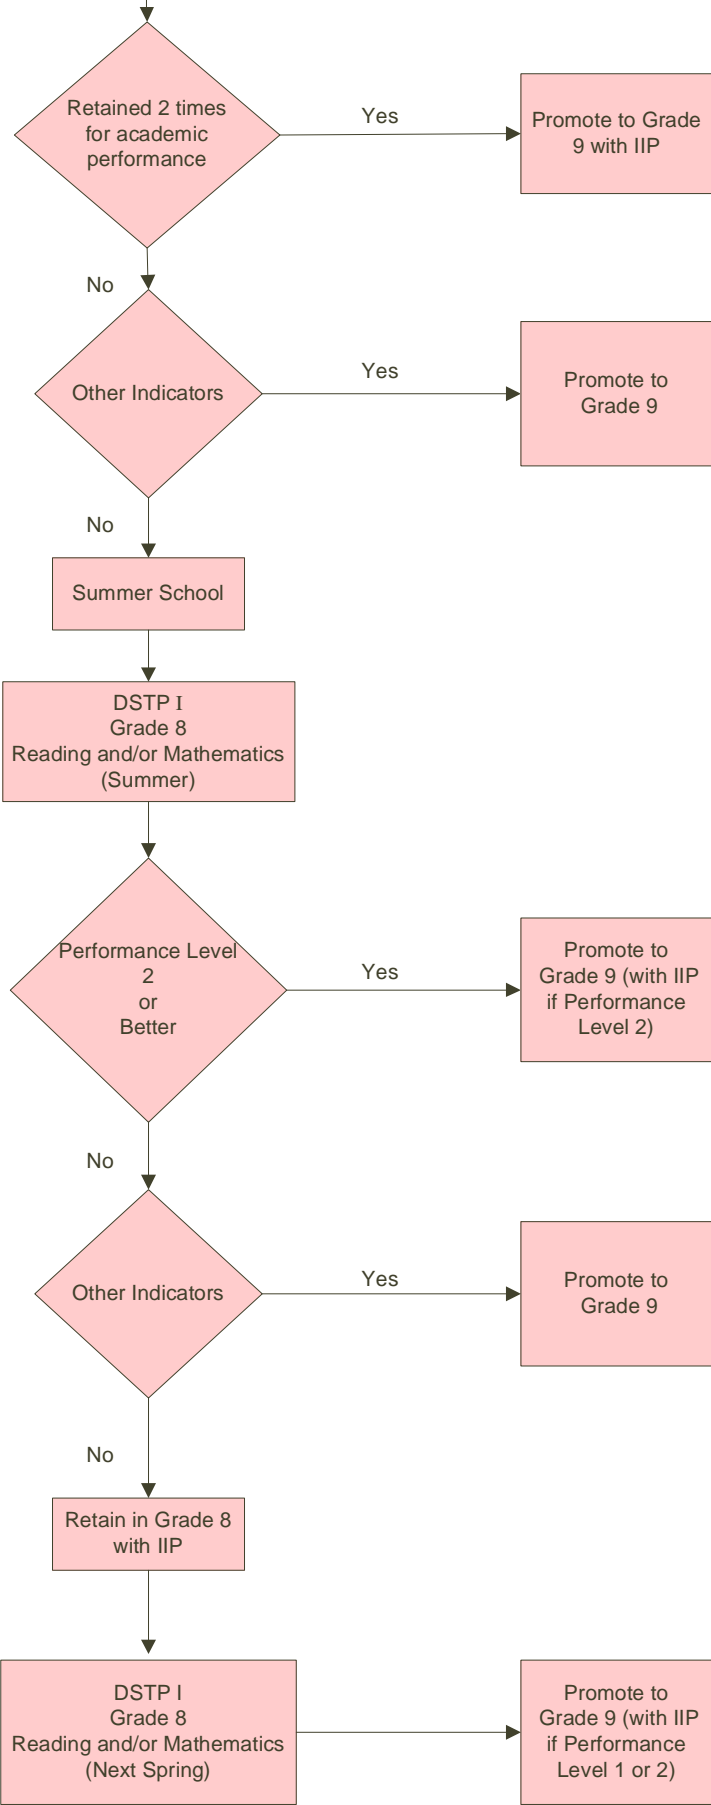 Retained 2 times
for academic
performance
Yes
Promote to Grade
9 with IIP
No
Other Indicators
Yes
Promote to
Grade 9
No
Summer School
DSTP I
Grade 8
Reading and/or Mathematics
(Summer)
Performance Level
2
or
Better
Yes
Promote to
Grade 9 (with IIP
if Performance
Level 2)
No
Other Indicators
Yes
Promote to
Grade 9
No
Retain in Grade 8
with IIP
DSTP I
Grade 8
Reading and/or Mathematics
(Next Spring)
Promote to
Grade 9 (with IIP
if Performance
Level 1 or 2)